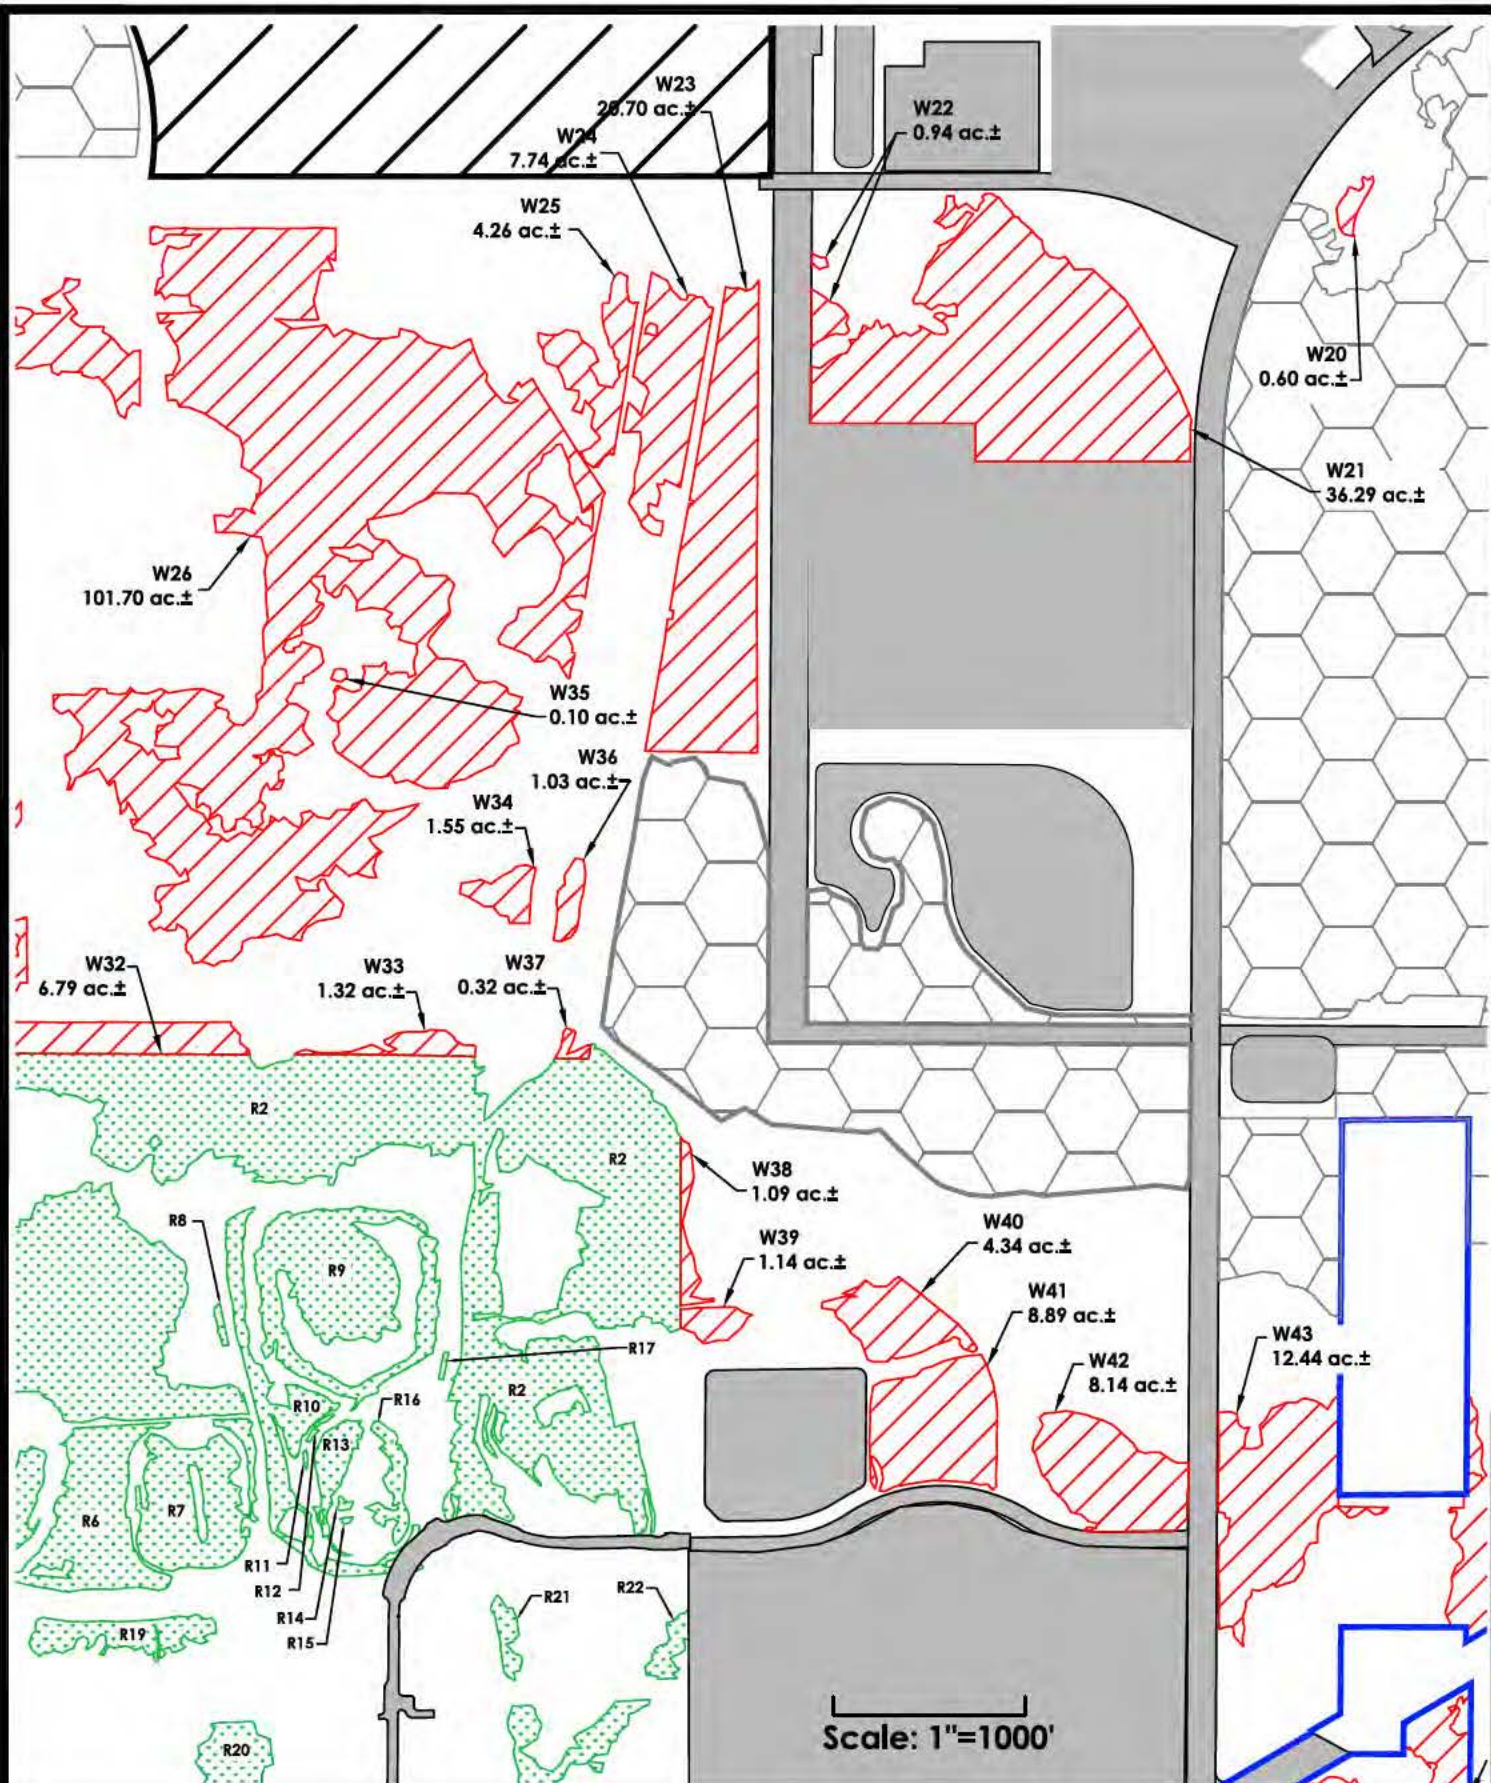 W23
20.70 ac.±
W22
0.94 ac.±
W24
7.74 ac.±
W25
4.26 ac.±
W20
0.60 ac.±
W21
36.29 ac.±
W26
101.70 ac.±
W35
0.10 ac.±
W36
1.03 ac.±
W34
1.55 ac.±
W32
6.79 ac.±
W33
1.32 ac.±
W37
0.32 ac.±
R2
R2
W38
1.09 ac.±
R8
W39
1.14 ac.±
W40
4.34 ac.±
R9
W41
8.89 ac.±
R17
W43
12.44 ac.±
W42
8.14 ac.±
R2
R10
R16
R13
R7
R6
R11
R12
R14
R15
R21
R22
R19
R20
Scale: 1"=1000'